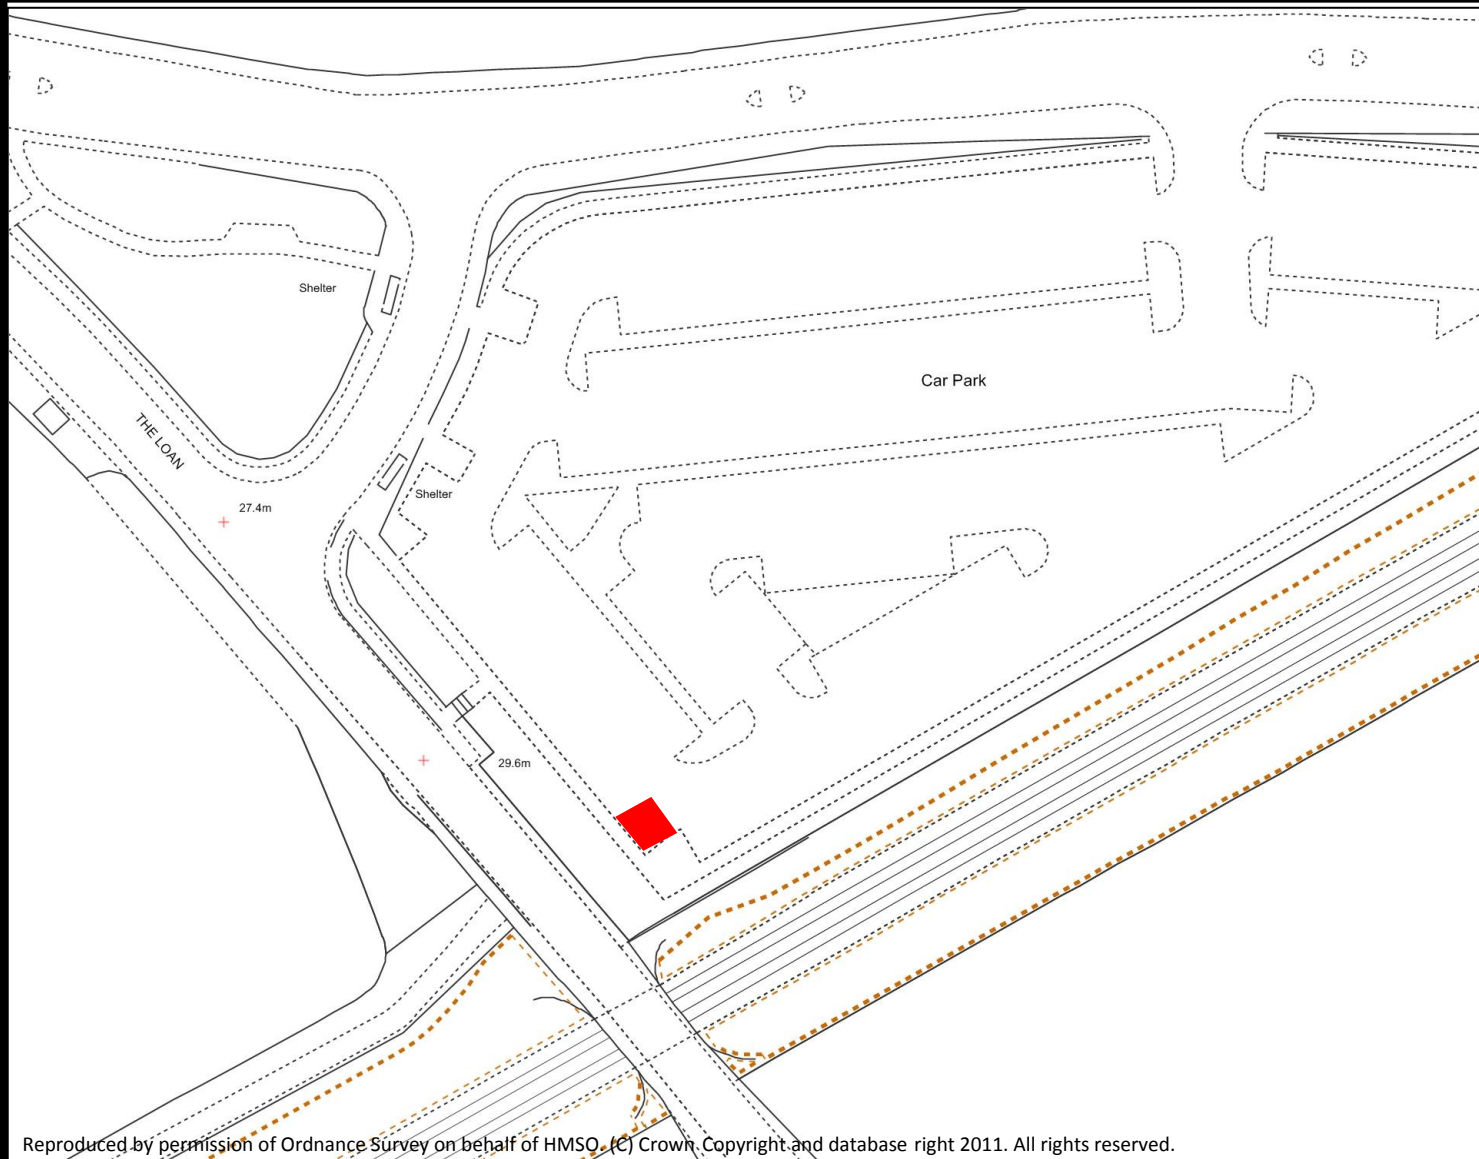 Shelter
Car Park
THE LOAN
Shelter
27.4m
29.6m
Reproduced by permission of Ordnance Survey on behalf of HMSO. (C) Crown Copyright and database right 2011. All rights reserved.